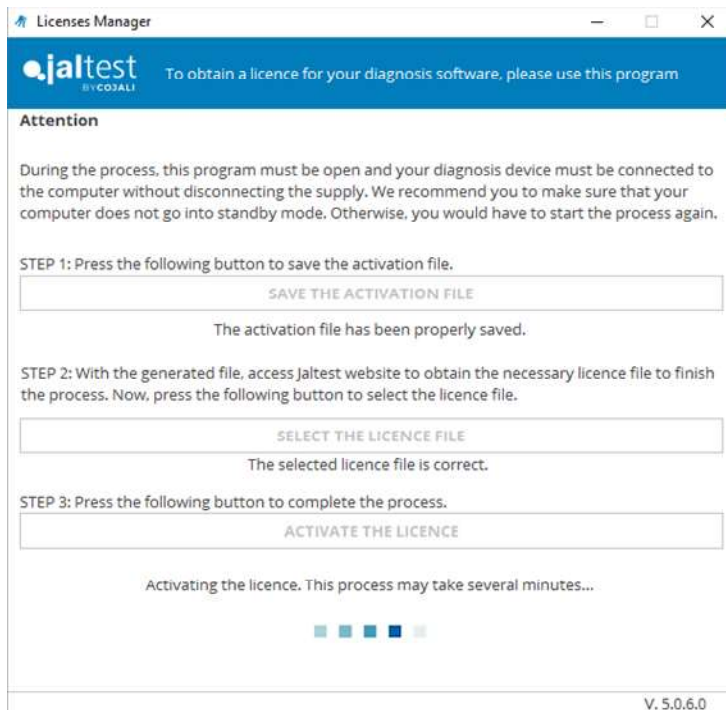 Licenses Manager
jaltest
BY COJALI
To obtain a licence for your diagnosis software, please use this program
Attention
During the process, this program must be open and your diagnosis device must be connected to
the computer without disconnecting the supply. We recommend you to make sure that your
computer does not go into standby mode. Otherwise, you would have to start the process again.
STEP 1: Press the following button to save the activation file.
SAVE THE ACTIVATION FILE
The activation file has been properly saved.
STEP 2: With the generated file, access Jaltest website to obtain the necessary licence file to finish
the process. Now, press the following button to select the licence file.
SELECT THE LICENCE FILE
The selected licence file is correct.
STEP 3: Press the following button to complete the process.
ACTIVATE THE LICENCE
Activating the licence. This process may take several minutes...
V. 5.0.6.0